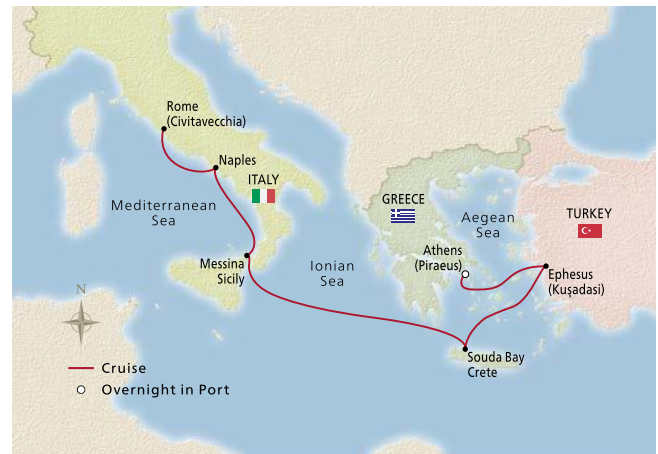 Rome
(Civitavecchia)
Naples
ITALY
Mediterranean
Sea
GREECE
Aegean
Sea
TURKEY
Athens
(Piraeus)
Messina
Sicily
Ionian
Sea
Ephesus
(Kuşadasi)
N
Souda Bay
Crete
Cruise
Overnight in Port